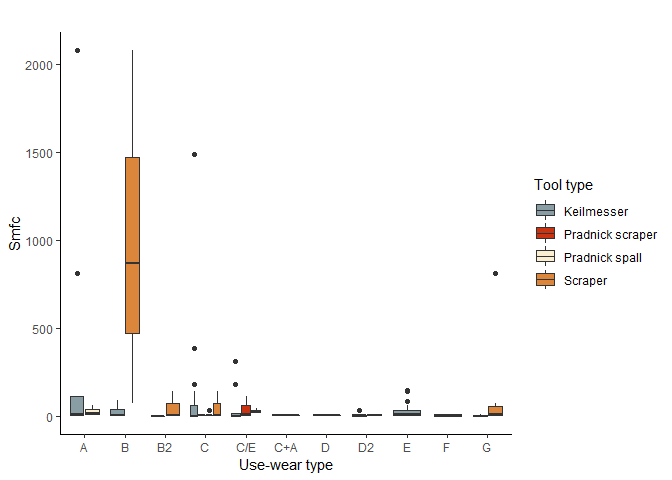 2000
1500
1000
500
0
Smfc
A B B2 C C/E C+A D D2 E F G
Use-wear type
Tool type
Keilmesser
Pradnick scraper
Pradnick spall
Scraper